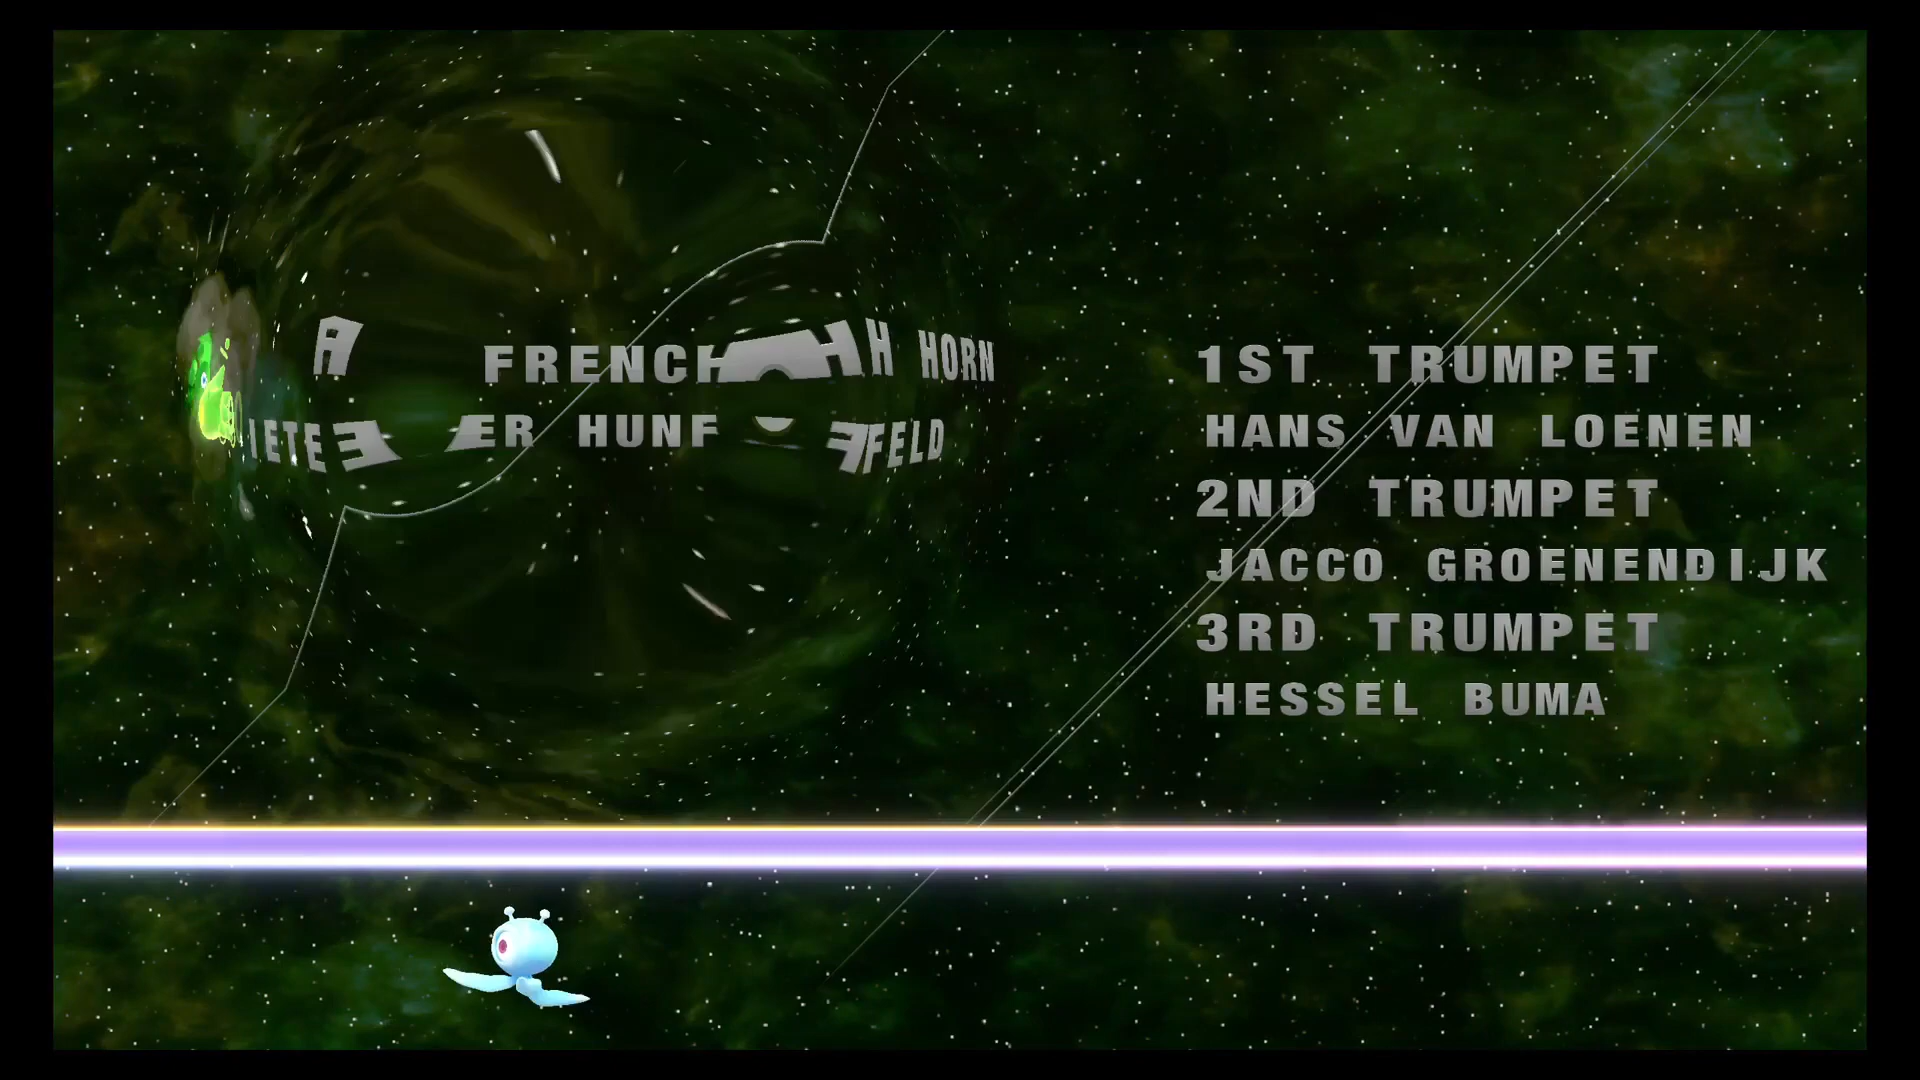 FRENCH HORN
1ST TRUMPET
HANS VAN LOENEN
2ND TRUMPET
JACCO GROENENDIJK
3RD TRUMPET
HESSEL BUMA